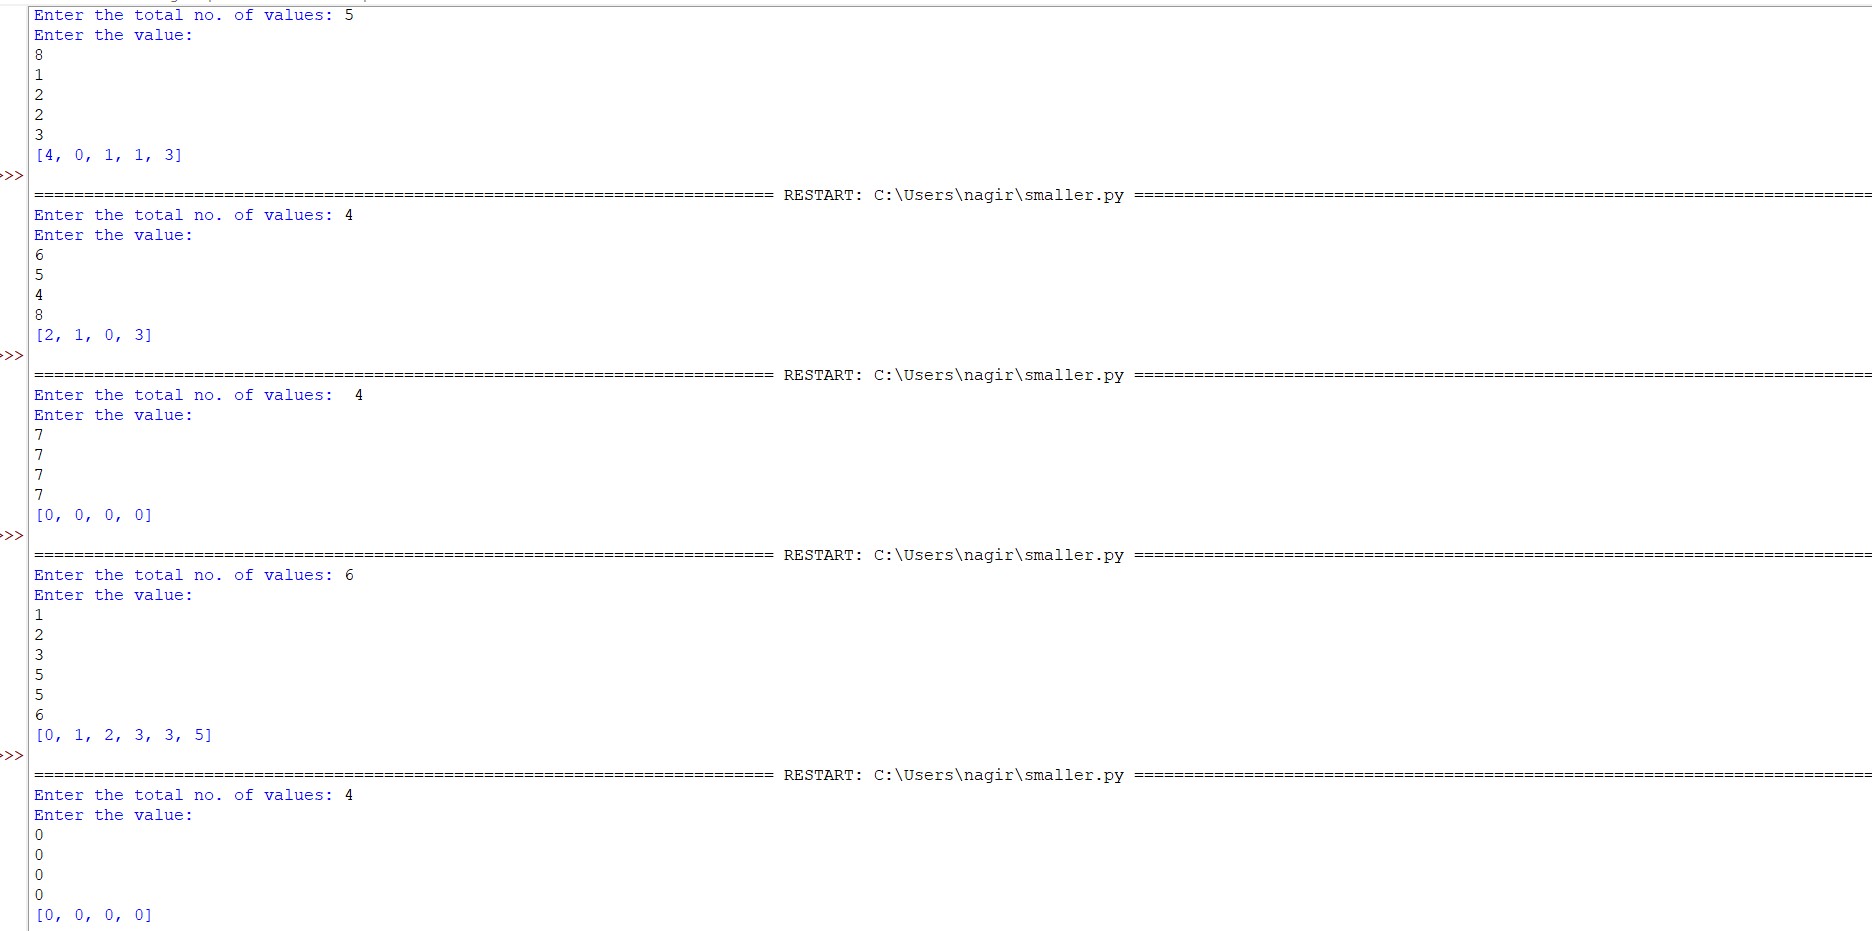 Enter the total no. of values: 5
Enter the value:
8
1
2
2
3
[4, 0, 1, 1, 3]
>>>
========================================================================== RESTART: C:\Users\nagir\smaller.py ==========================================================================
Enter the total no. of values: 4
Enter the value:
6
5
4
8
[2, 1, 0, 3]
>>>
========================================================================== RESTART: C:\Users\nagir\smaller.py ==========================================================================
Enter the total no. of values:  4
Enter the value:
7
7
7
7
[0, 0, 0, 0]
>>>
========================================================================== RESTART: C:\Users\nagir\smaller.py ==========================================================================
Enter the total no. of values: 6
Enter the value:
1
2
3
5
5
6
[0, 1, 2, 3, 3, 5]
>>>
========================================================================== RESTART: C:\Users\nagir\smaller.py ==========================================================================
Enter the total no. of values: 4
Enter the value:
0
0
0
0
[0, 0, 0, 0]